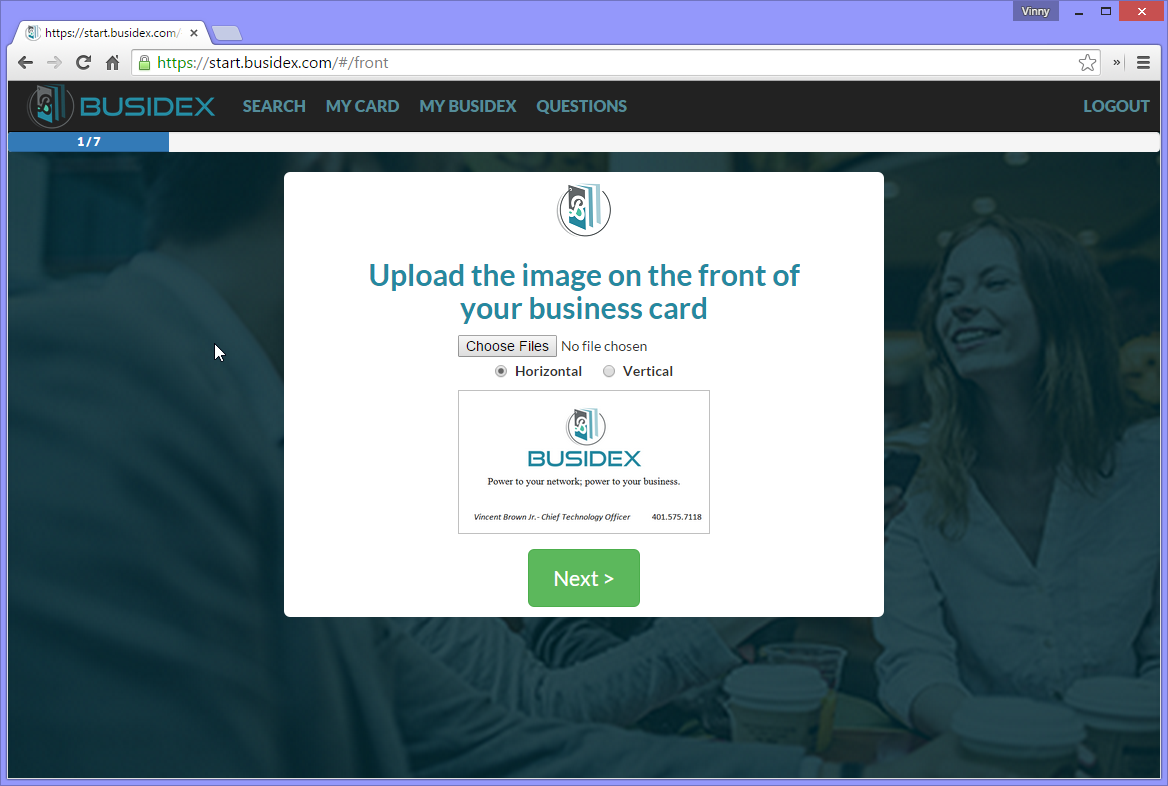 Vinny
https://start.busidex.com/
https://start.busidex.com/#/front
BUSIDEX SEARCH MY CARD MY BUSIDEX QUESTIONS LOGOUT
1/7
Upload the image on the front of
your business card
Choose Files No file chosen
Horizontal Vertical
BUSIDEX
Power to your network; power to your business.
Vincent Brown Jr.- Chief Technology Officer 401.575.7118
Next >